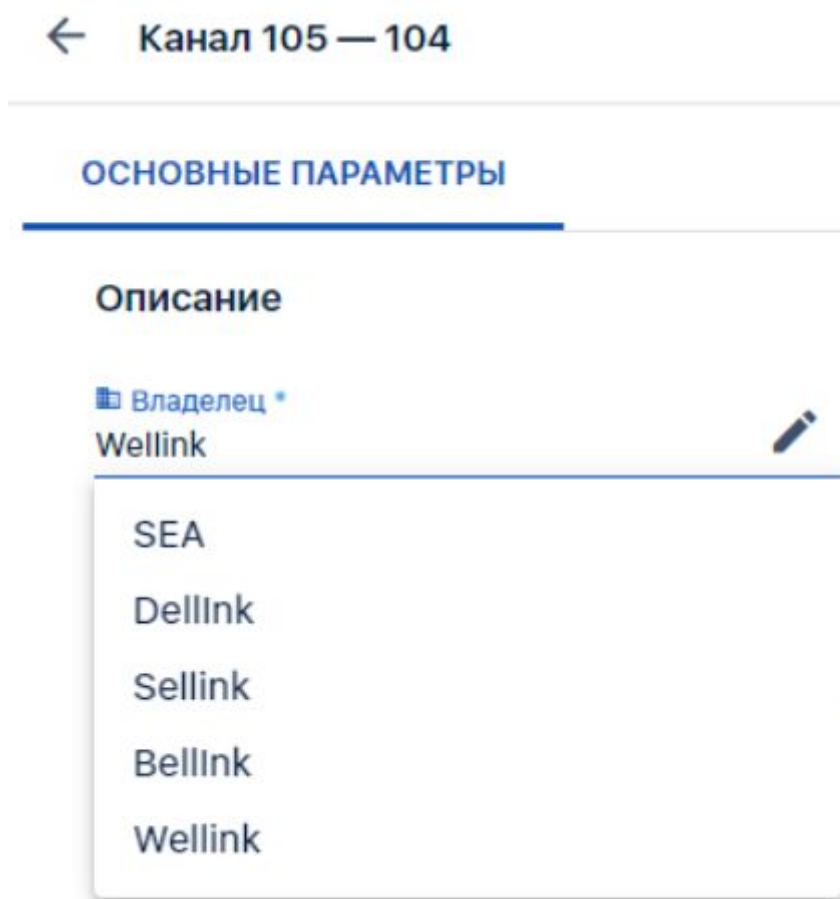 Канал 105 — 104
ОСНОВНЫЕ ПАРАМЕТРЫ
Описание
Владелец *
Wellink
SEA
DellInk
Sellink
BellInk
Wellink